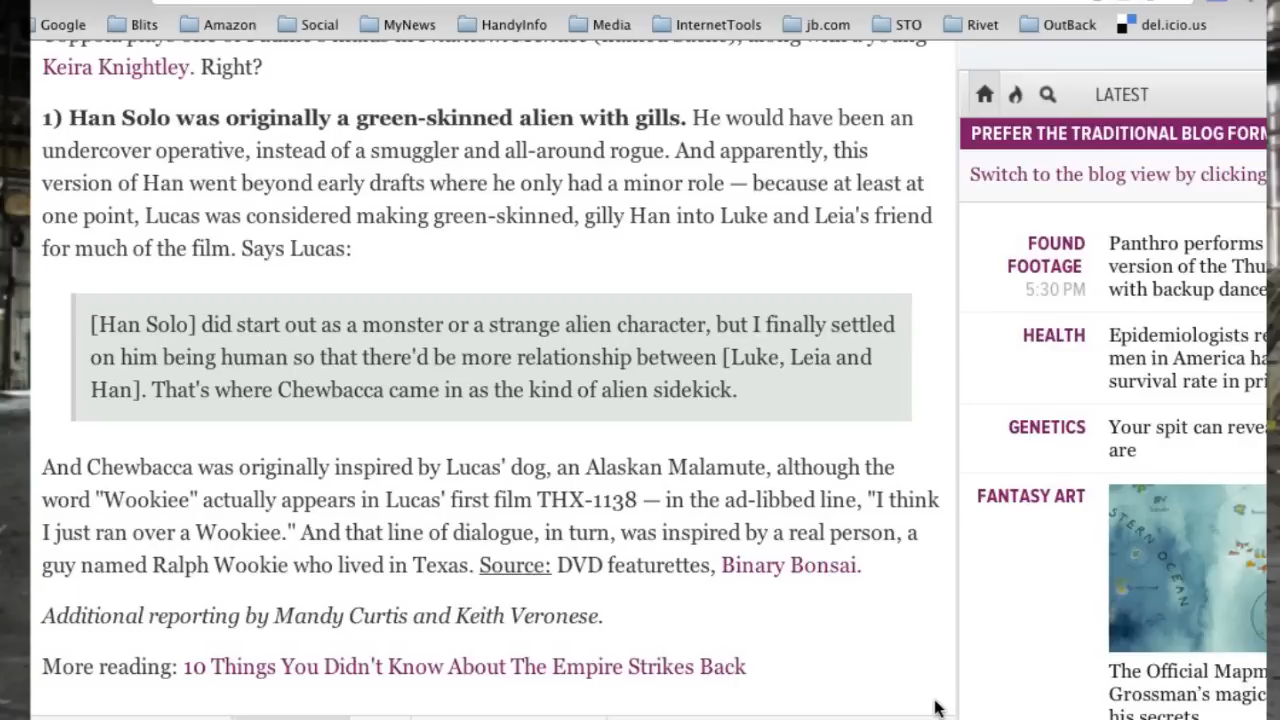 Google Blits Amazon Social MyNews HandyInfo Media InternetTools jb.com STO Rivet OutBack del.icio.us
Keira Knightley. Right?
1) Han Solo was originally a green-skinned alien with gills. He would have been an
undercover operative, instead of a smuggler and all-around rogue. And apparently, this
version of Han went beyond early drafts where he only had a minor role — because at least at
one point, Lucas was considered making green-skinned, gilly Han into Luke and Leia's friend
for much of the film. Says Lucas:
[Han Solo] did start out as a monster or a strange alien character, but I finally settled
on him being human so that there'd be more relationship between [Luke, Leia and
Han]. That's where Chewbacca came in as the kind of alien sidekick.
And Chewbacca was originally inspired by Lucas' dog, an Alaskan Malamute, although the
word "Wookiee" actually appears in Lucas' first film THX-1138 — in the ad-libbed line, "I think
I just ran over a Wookiee." And that line of dialogue, in turn, was inspired by a real person, a
guy named Ralph Wookie who lived in Texas. Source: DVD featurettes, Binary Bonsai.
Additional reporting by Mandy Curtis and Keith Veronese.
More reading: 10 Things You Didn't Know About The Empire Strikes Back
LATEST
PREFER THE TRADITIONAL BLOG FORM
Switch to the blog view by clicking
FOUND
FOOTAGE
5:30 PM
Panthro performs
version of the Thu
with backup dance
HEALTH
Epidemiologists re
men in America ha
survival rate in pri
GENETICS
Your spit can revea
are
FANTASY ART
STERN OCEAN
The Official Mapm
Grossman's magic
his secrets